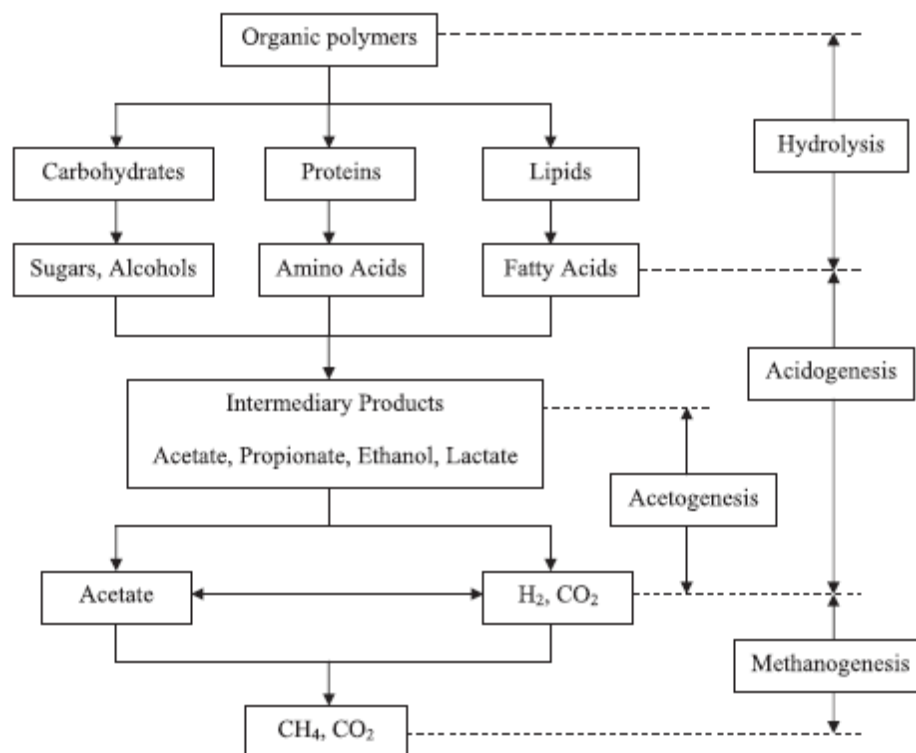 Organic polymers
Hydrolysis
Carbohydrates
Proteins
Lipids
Sugars, Alcohols
Amino Acids
Fatty Acids
Acidogenesis
Intermediary Products
Acetate, Propionate, Ethanol, Lactate
Acetogenesis
Acetate
H₂, CO₂
Methanogenesis
CH₄, CO₂